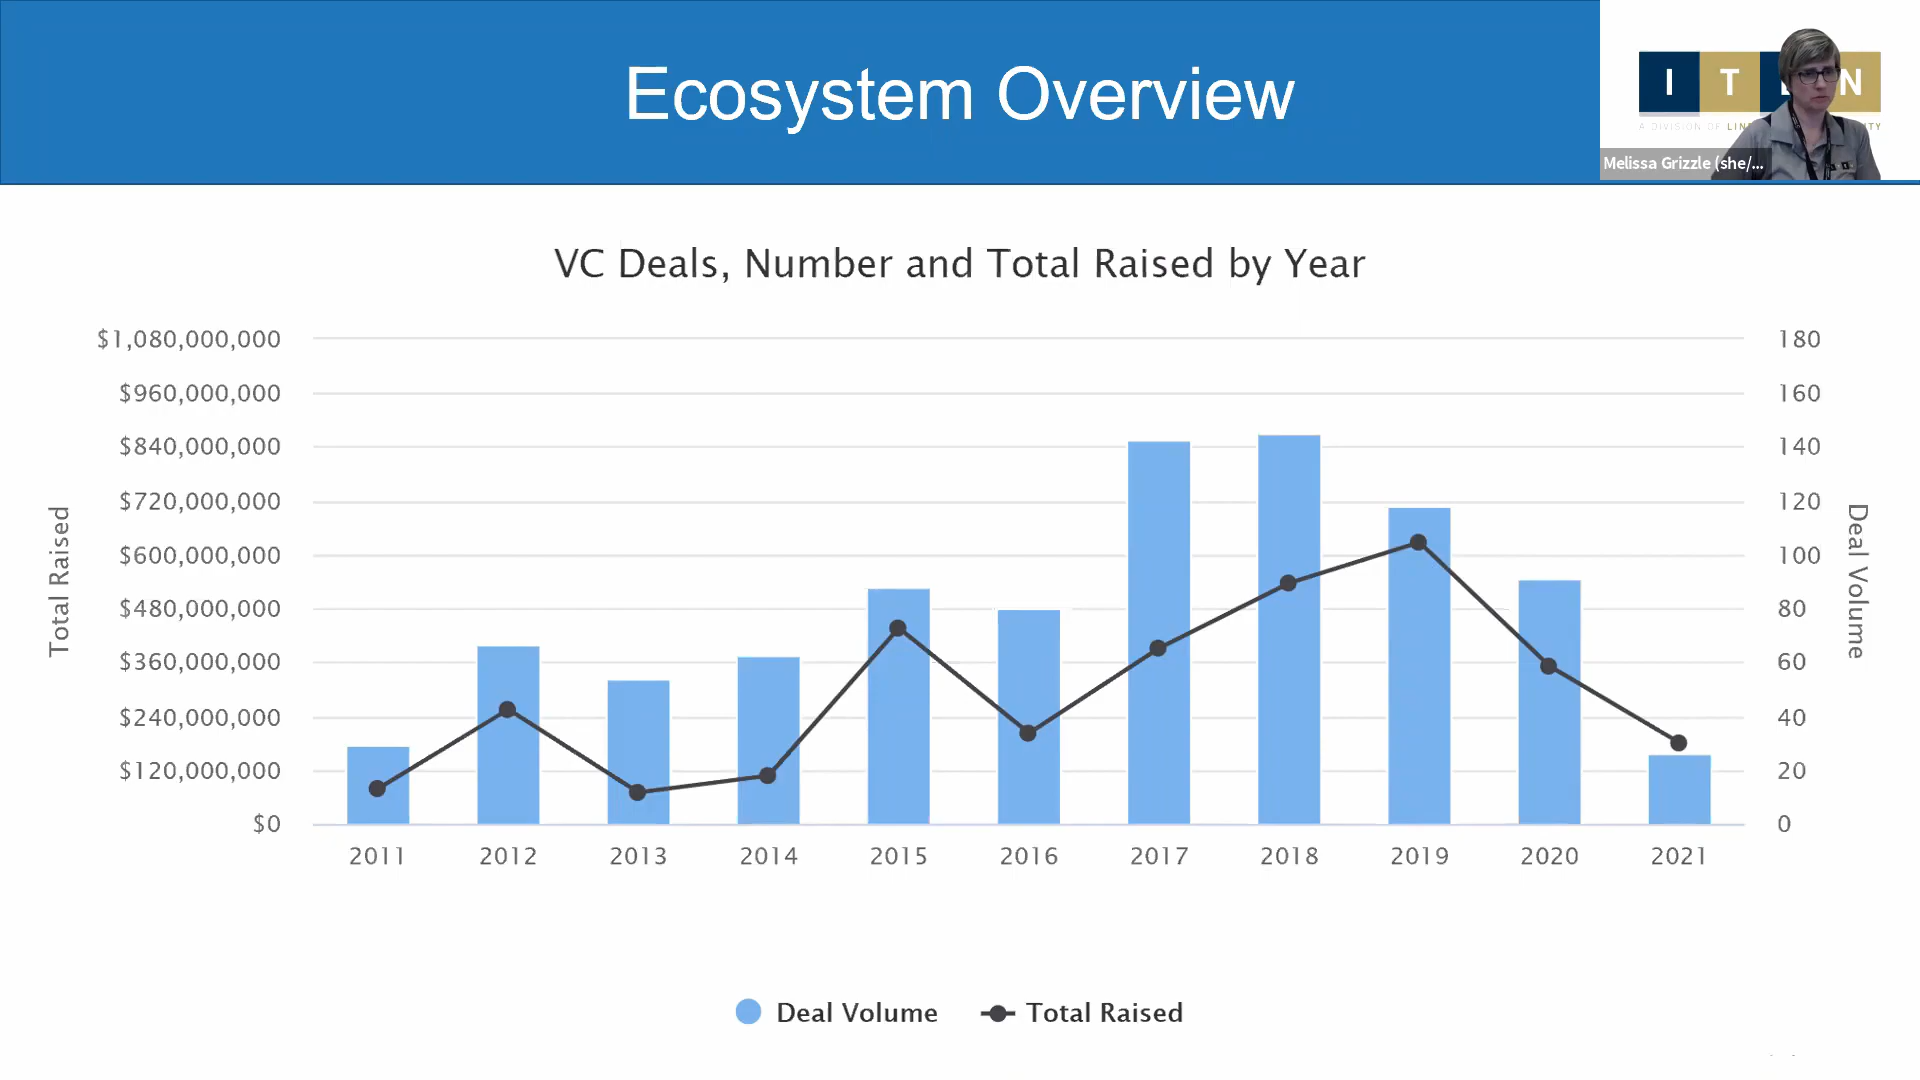 Ecosystem Overview
I T N
A DIVISION OF
Melissa Grizzle (she/...
VC Deals, Number and Total Raised by Year
$1,080,000,000
$960,000,000
$840,000,000
$720,000,000
$600,000,000
$480,000,000
$360,000,000
$240,000,000
$120,000,000
$0
Total Raised
180
160
140
120
100
80
60
40
20
0
Deal Volume
2011 2012 2013 2014 2015 2016 2017 2018 2019 2020 2021
Deal Volume Total Raised